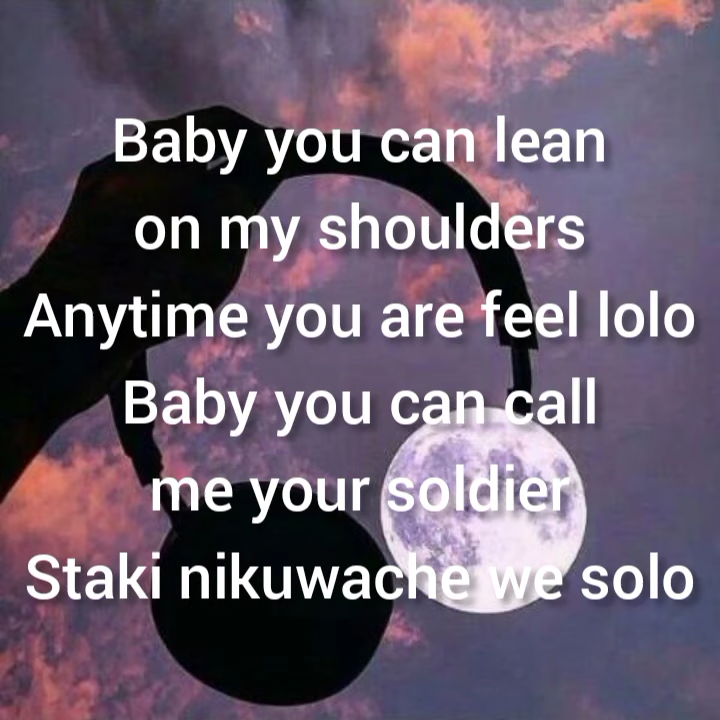 Baby you can lean
on my shoulders
Anytime you are feel lolo
Baby you can call
me your soldier
Staki nikuwache we solo